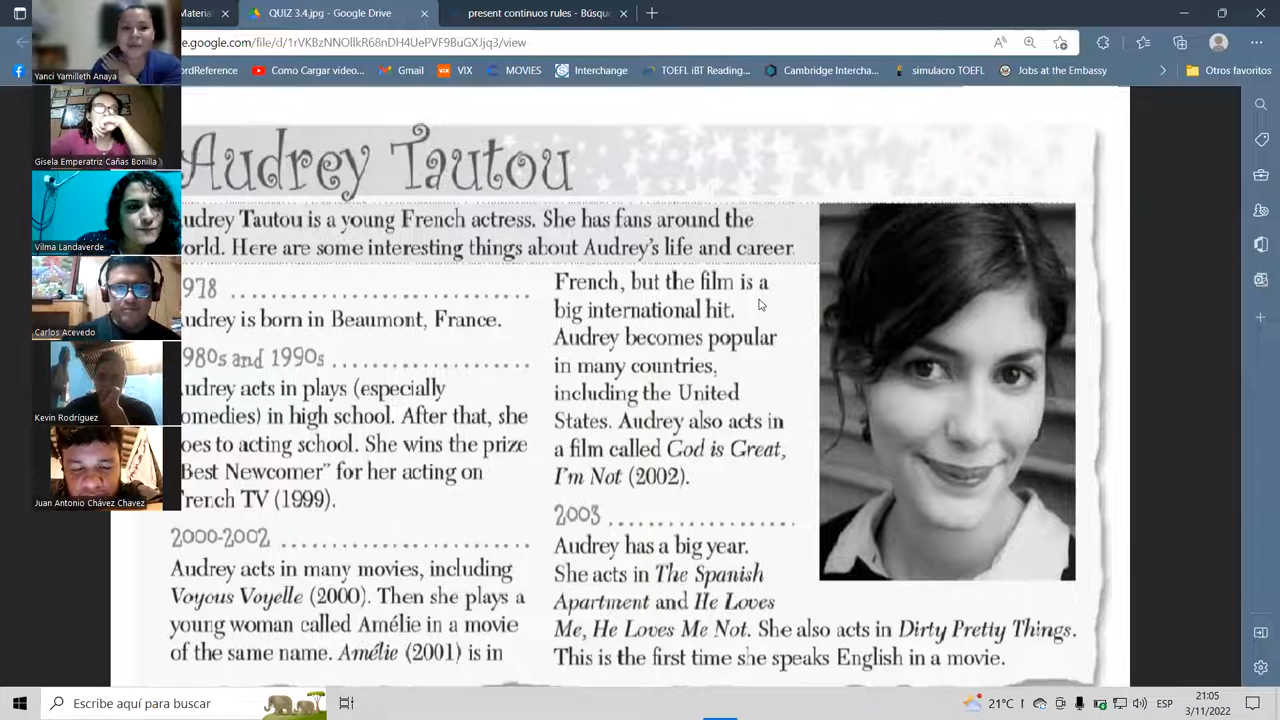 Material
QUIZ 3.4.jpg - Google Drive
present continuous rules - Búsqu
e.google.com/file/d/1rVKBzNNOllkR68nDH4UePVF9BuGXJjq3/view
ordReference
Como Cargar vídeo...
Gmail
VIX
MOVIES
Interchange
TOEFL iBT Reading...
Cambridge Intercha...
simulacro TOEFL
Jobs at the Embassy
Otros favoritos
Yanci Yamilleth Anaya
Gisela Emperatriz Cañas Bonilla
Vilma Landaverde
Carlos Acevedo
Kevin Rodríguez
Juan Antonio Chávez Chavez
Audrey Tautou
udrey Tautou is a young French actress. She has fans around the
orld. Here are some interesting things about Audrey's life and career
978
udrey is born in Beaumont, France.
980s and 1990s
udrey acts in plays (especially
omedies) in high school. After that, she
oes to acting school. She wins the prize
Best Newcomer" for her acting on
rench TV (1999).
2000-2002
Audrey acts in many movies, including
Voyous Voyelle (2000). Then she plays a
young woman called Amélie in a movie
of the same name. Amélie (2001) is in
French, but the film is a
big international hit.
Audrey becomes popular
in many countries,
including the United
States. Audrey also acts in
a film called God is Great,
I'm Not (2002).
2003
Audrey has a big year.
She acts in The Spanish
Apartment and He Loves
Me, He Loves Me Not. She also acts in Dirty Pretty Things.
This is the first time she speaks English in a movie.
Escribe aquí para buscar
21°C
ESP
21:05
3/11/2022